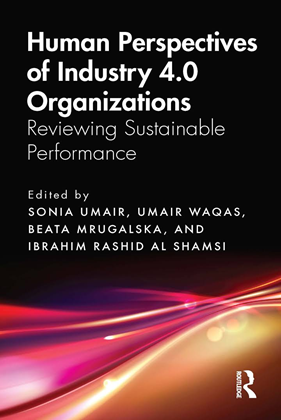 Human Perspectives
of Industry 4.0
Organizations
Reviewing Sustainable
Performance
Edited by
SONIA UMAIR, UMAIR WAQAS,
BEATA MRUGALSKA, AND
IBRAHIM RASHID AL SHAMSI
ROUTLEDGE